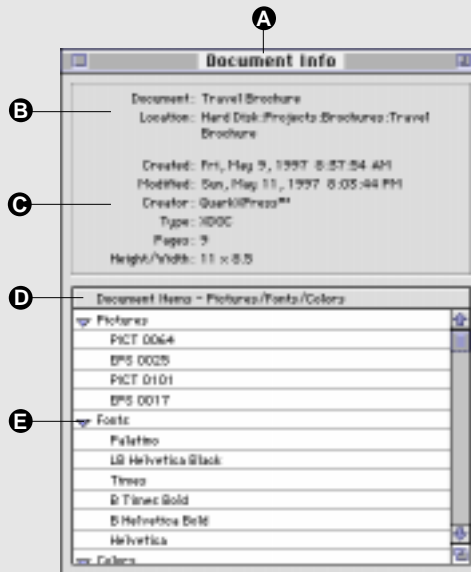 A
Document Info
B
Document: Travel Brochure
Location: Hard Disk:Projects:Brochures:Travel
Brochure
Created: Fri, May 9, 1997 8:57:54 AM
Modified: Sun, May 11, 1997 8:03:44 PM
C
Creator: QuarkXPress™
Type: XDOC
Pages: 9
Height/Width: 11 x 8.5
D
Document Items - Pictures/Fonts/Colors
Pictures
PICT 0064
EPS 0025
PICT 0101
EPS 0017
E
Fonts
Palatino
LB Helvetica Black
Times
B Times Bold
B Helvetica Bold
Helvetica
Colors